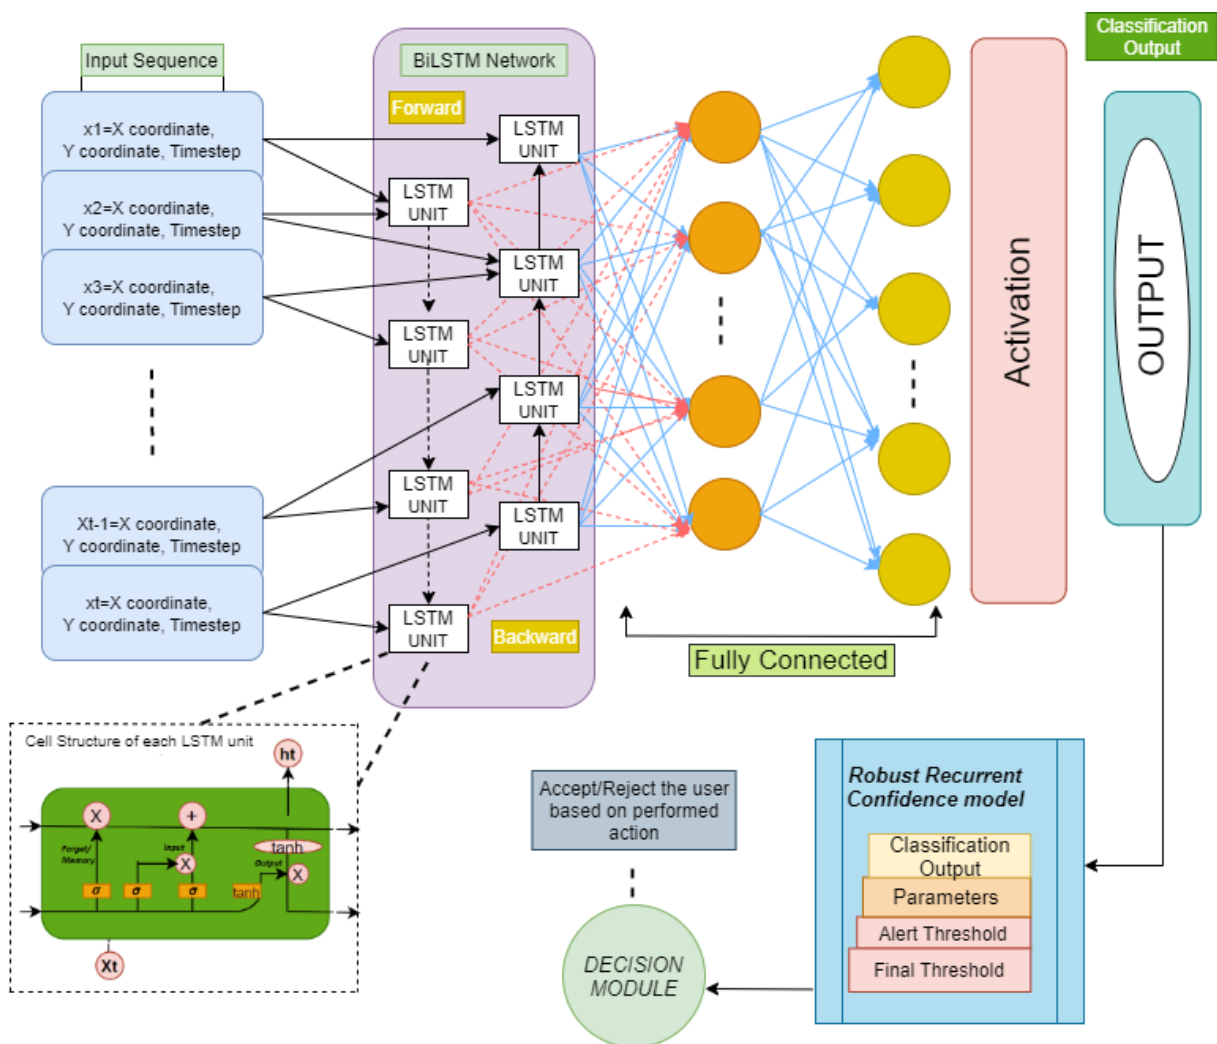 Classification
Output
Input Sequence
BiLSTM Network
Forward
x1=X coordinate,
Y coordinate, Timestep
x2=X coordinate,
Y coordinate, Timestep
x3=X coordinate,
Y coordinate, Timestep
Xt-1=X coordinate,
Y coordinate, Timestep
xt=X coordinate,
Y coordinate, Timestep
LSTM
UNIT
LSTM
UNIT
LSTM
UNIT
LSTM
UNIT
LSTM
UNIT
LSTM
UNIT
LSTM
UNIT
LSTM
UNIT
Backward
Fully Connected
Activation
OUTPUT
Cell Structure of each LSTM unit
ht
X
+
tanh
Forget/
Memory
Input
X
Output
X
σ
σ
σ
tanh
Xt
Accept/Reject the user
based on performed
action
DECISION
MODULE
Robust Recurrent
Confidence model
Classification
Output
Parameters
Alert Threshold
Final Threshold